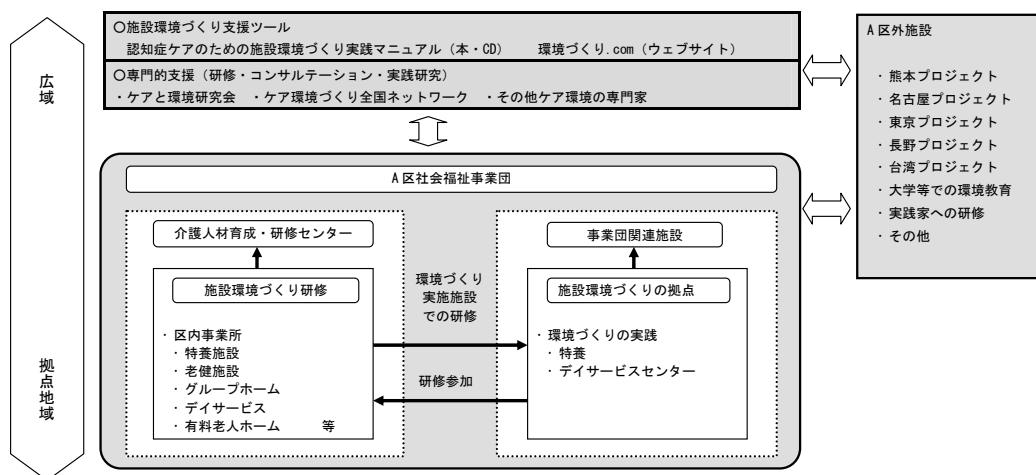 広域
拠点地域
○施設環境づくり支援ツール
認知症ケアのための施設環境づくり実践マニュアル（本・CD） 環境づくり.com（ウェブサイト）
○専門的支援（研修・コンサルテーション・実践研究）
・ケアと環境研究会 ・ケア環境づくり全国ネットワーク ・その他ケア環境の専門家
A区社会福祉事業団
介護人材育成・研修センター
施設環境づくり研修
・区内事業所
・特養施設
・老健施設
・グループホーム
・デイサービス
・有料老人ホーム 等
環境づくり
実施施設
での研修
研修参加
事業団関連施設
施設環境づくりの拠点
・環境づくりの実践
・特養
・デイサービスセンター
A区外施設
・熊本プロジェクト
・名古屋プロジェクト
・東京プロジェクト
・長野プロジェクト
・台湾プロジェクト
・大学等での環境教育
・実践家への研修
・その他